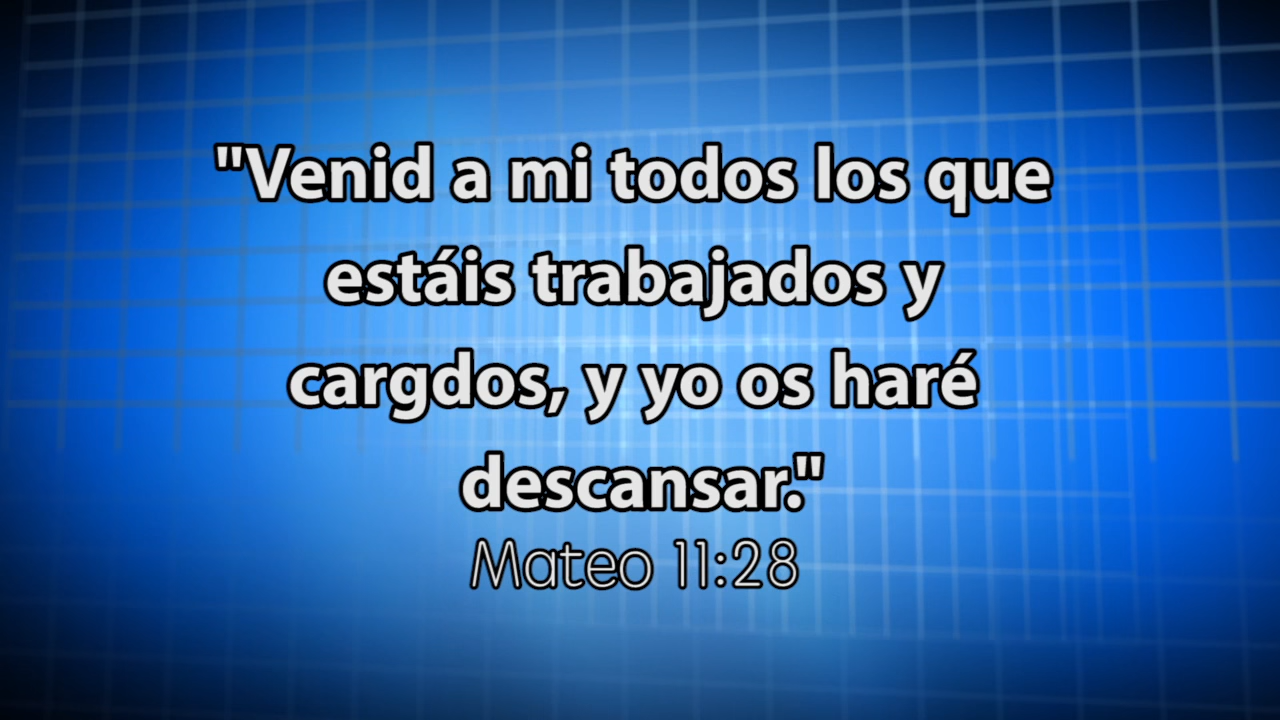 "Venid a mi todos los que
estáis trabajados y
cargdos, y yo os haré
descansar."
Mateo 11:28